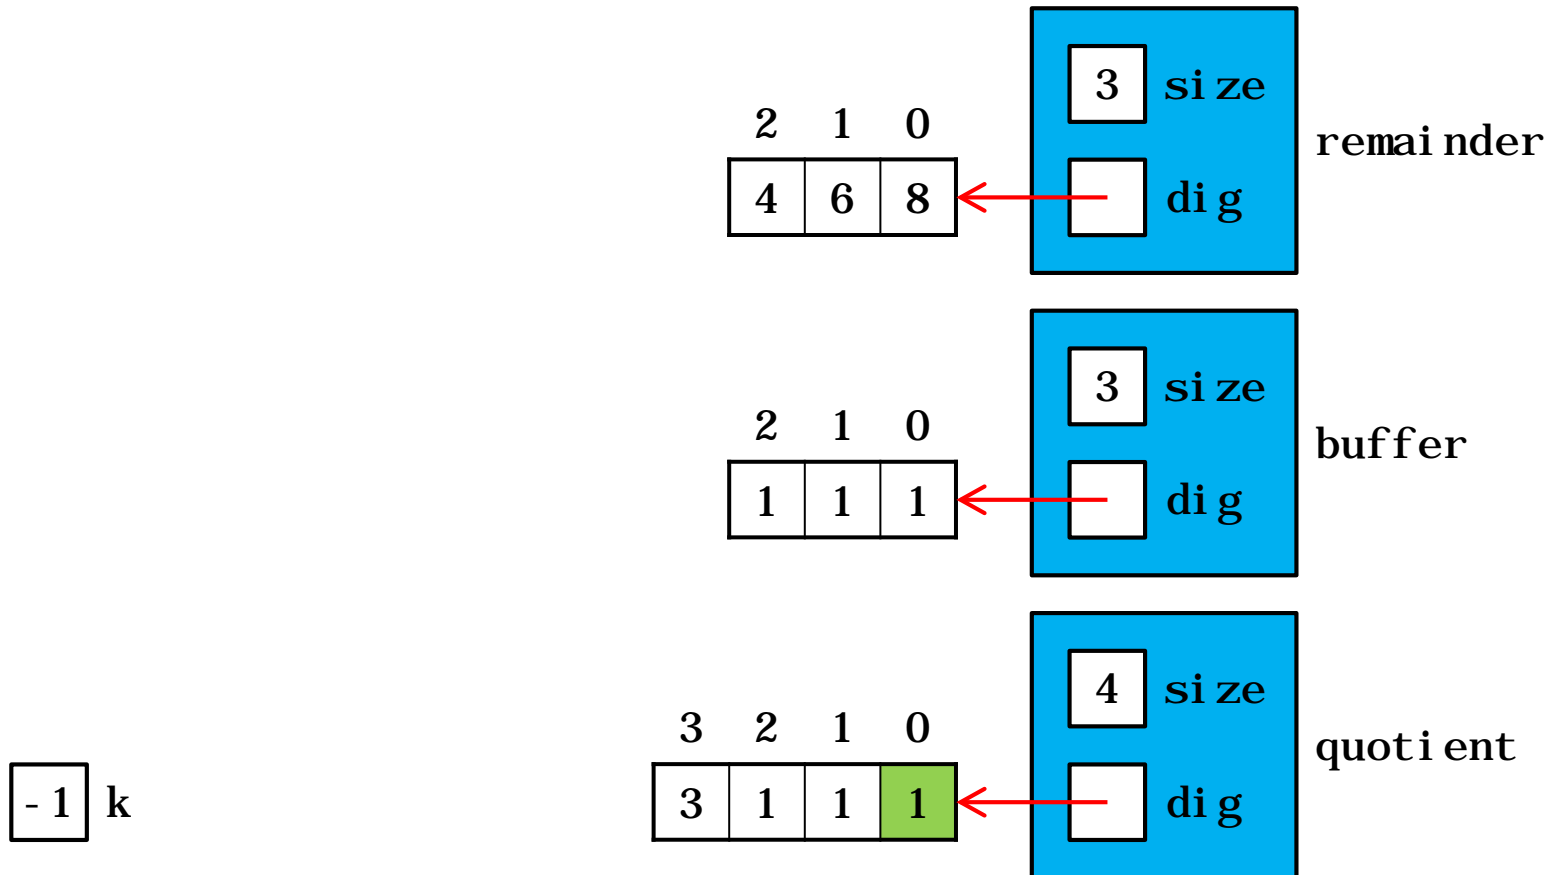 3 size
2 1 0
remainder
4 6 8 dig
3 size
2 1 0
buffer
1 1 1 dig
4 size
3 2 1 0
quotient
-1 k 3 1 1 1 dig